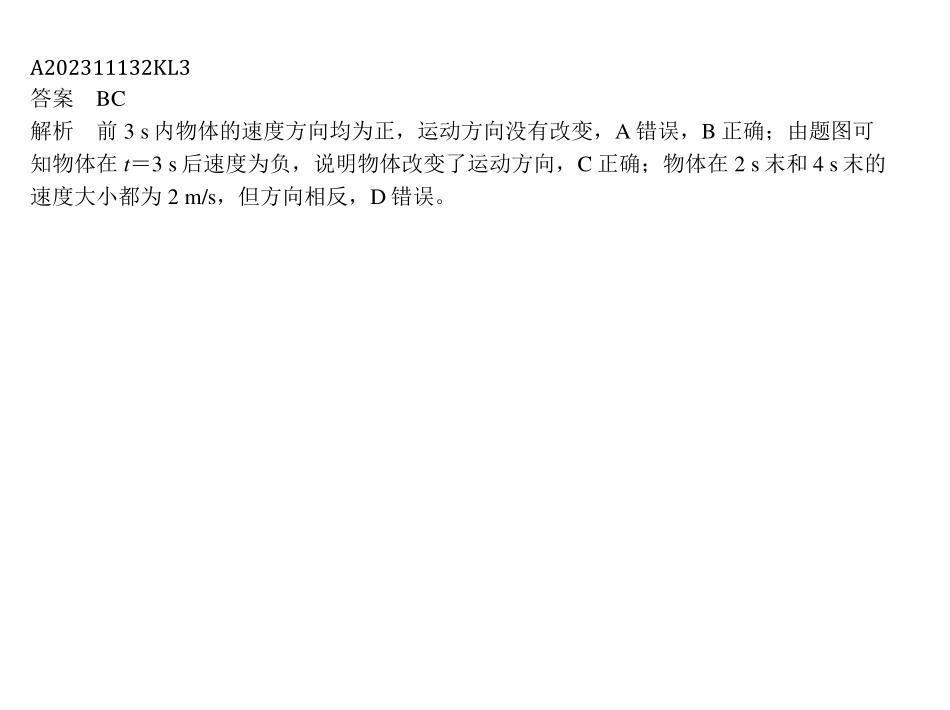 A202311132KL3
答案　BC
解析　前 3 s 内物体的速度方向均为正，运动方向没有改变，A 错误，B 正确；由题图可
知物体在 t＝3 s 后速度为负，说明物体改变了运动方向，C 正确；物体在 2 s 末和 4 s 末的
速度大小都为 2 m/s，但方向相反，D 错误。